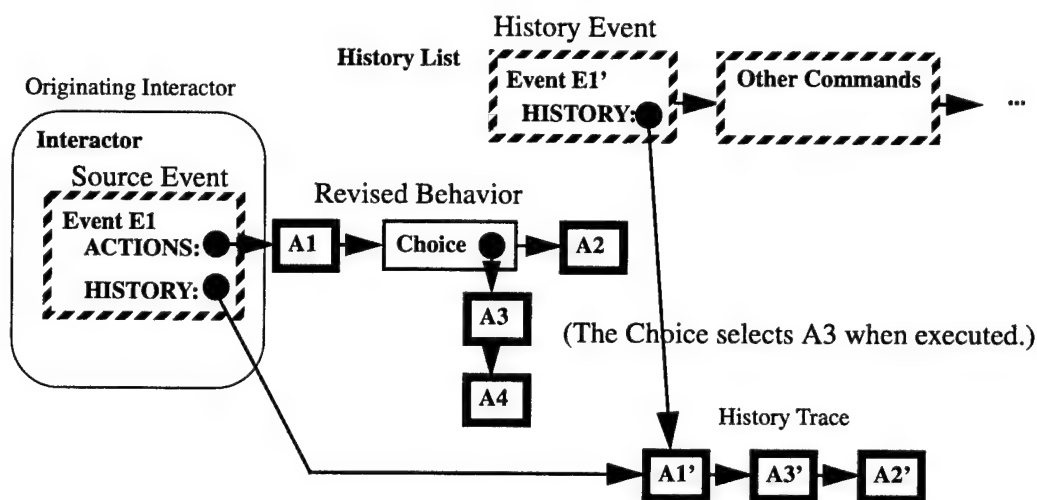 History Event
History List
Event E1'
HISTORY:
Other Commands
...
Originating Interactor
Interactor
Source Event
Event E1
ACTIONS:
HISTORY:
Revised Behavior
A1
Choice
A2
A3
A4
(The Choice selects A3 when executed.)
History Trace
A1'
A3'
A2'